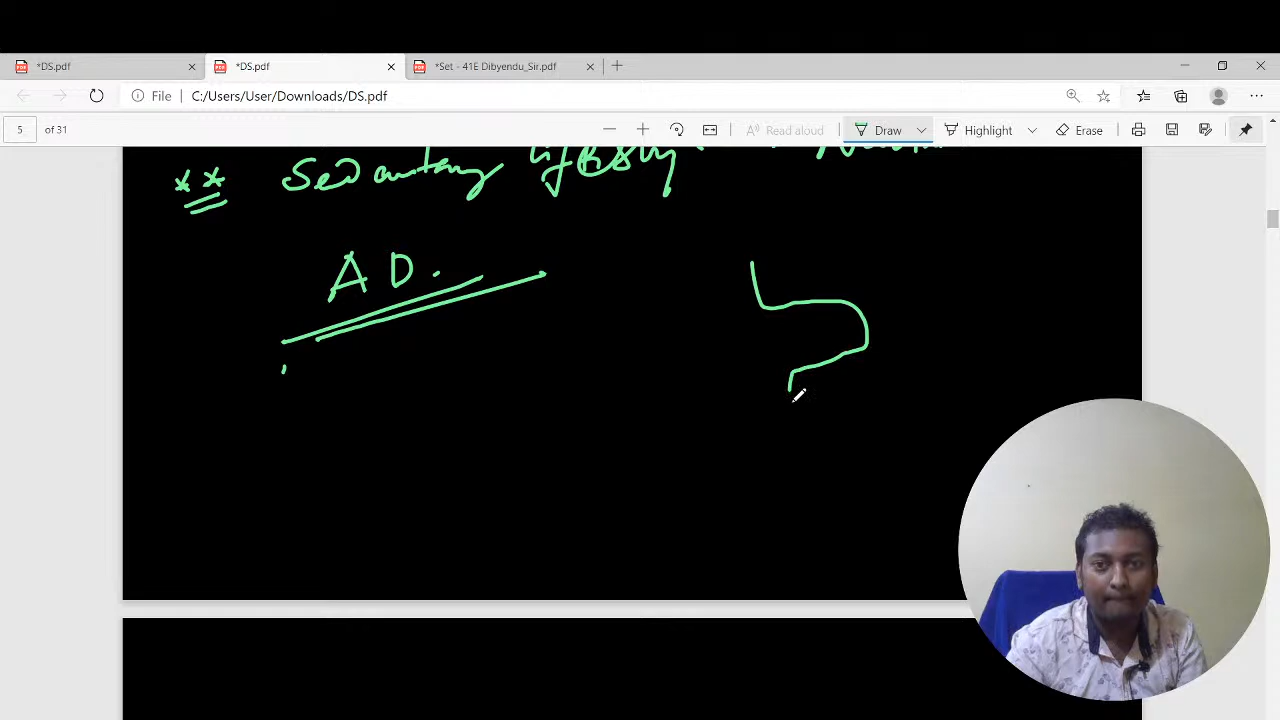 *DS.pdf
*DS.pdf
*Set - 41E Dibyendu_Sir.pdf
File C:/Users/User/Downloads/DS.pdf
5 of 31 Read aloud Draw Highlight Erase
** Sedantary
A D.